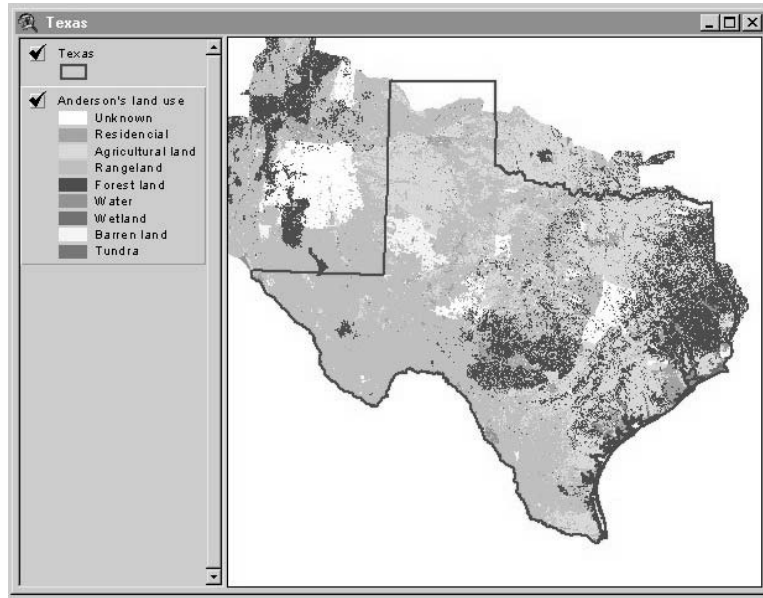 Texas
Texas
Anderson's land use
Unknown
Residencial
Agricultural land
Rangeland
Forest land
Water
Wetland
Barren land
Tundra